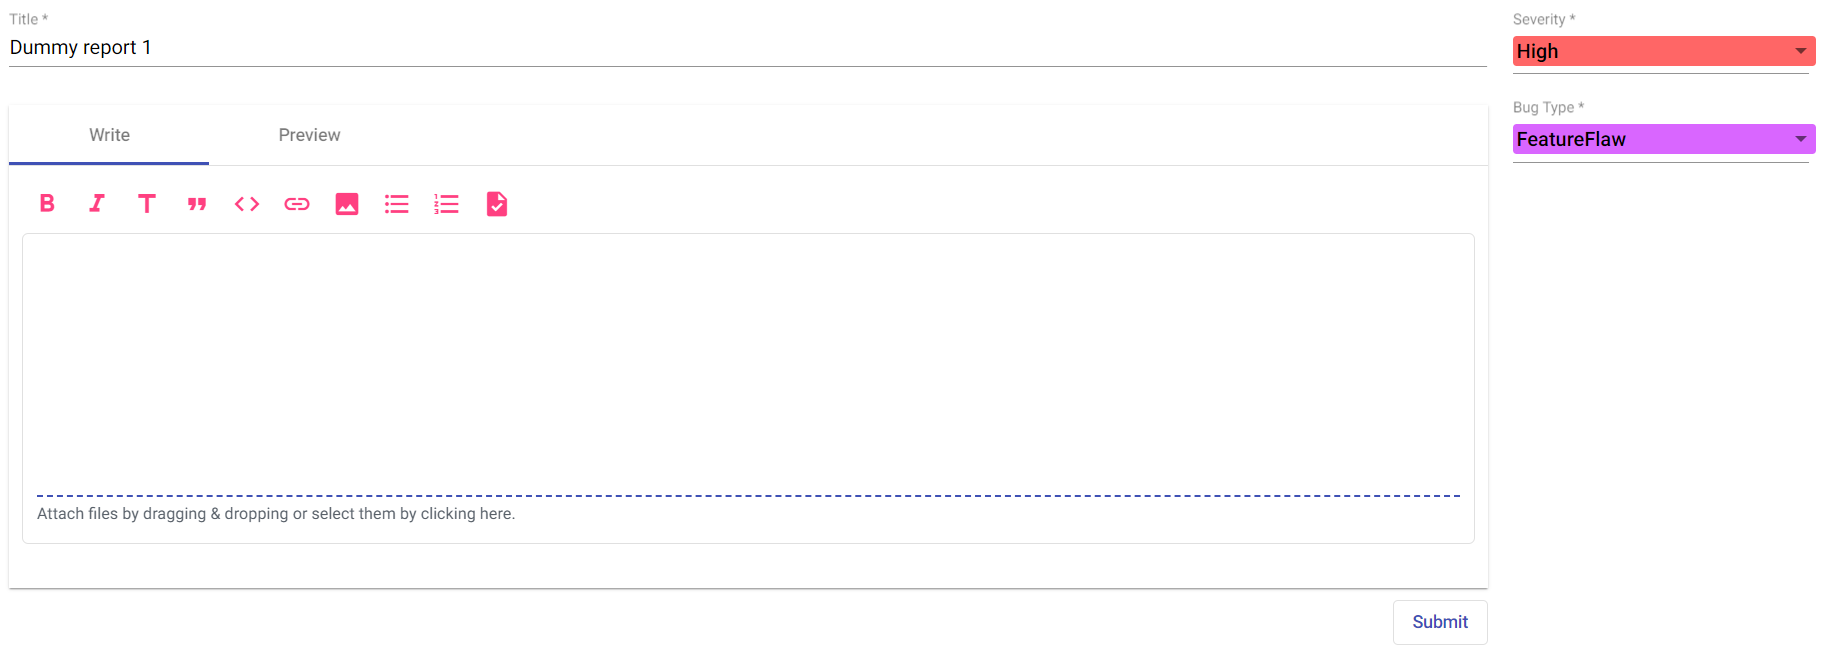 Title *
Dummy report 1
Severity *
High
Bug Type *
FeatureFlaw
Write
Preview
Attach files by dragging & dropping or select them by clicking here.
Submit